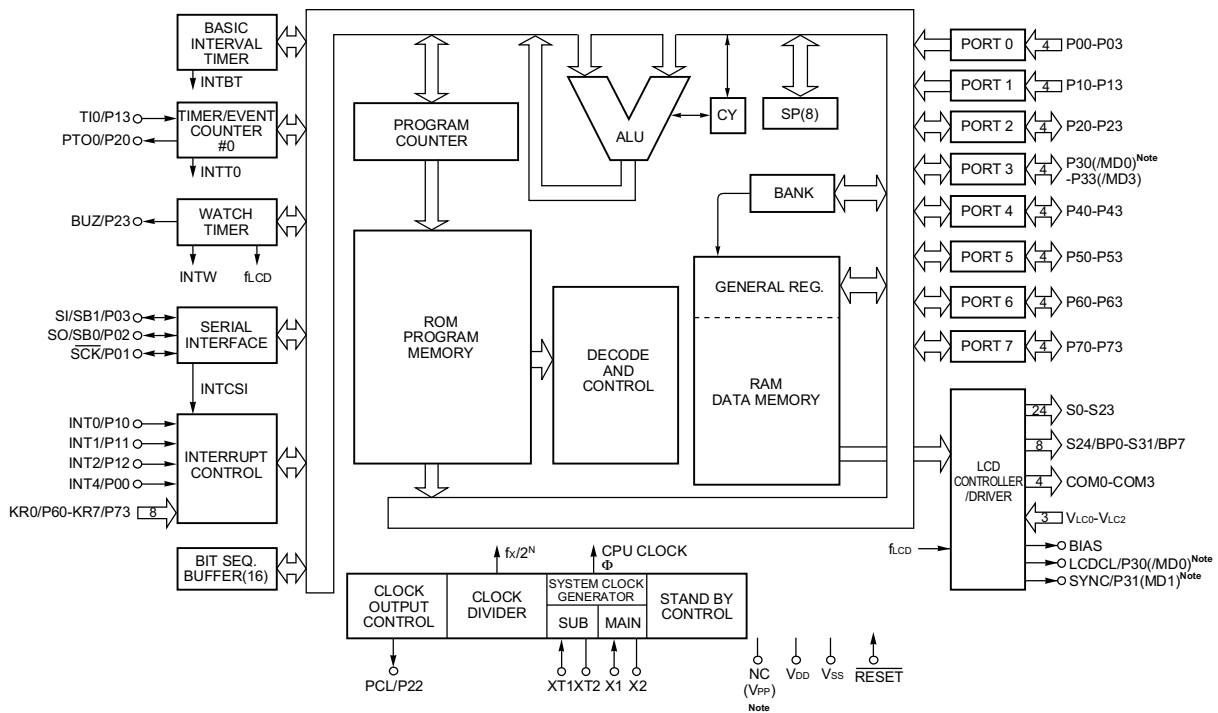 BASIC
INTERVAL
TIMER
INTBT
TI0/P13
PTO0/P20
TIMER/EVENT
COUNTER
#0
INTT0
BUZ/P23
WATCH
TIMER
INTW
fLCD
SI/SB1/P03
SO/SB0/P02
SCK/P01
SERIAL
INTERFACE
INTCSI
INT0/P10
INT1/P11
INT2/P12
INT4/P00
KR0/P60-KR7/P73
8
INTERRUPT
CONTROL
BIT SEQ.
BUFFER(16)
PROGRAM
COUNTER
ALU
CY
SP(8)
BANK
ROM
PROGRAM
MEMORY
DECODE
AND
CONTROL
GENERAL REG.
RAM
DATA MEMORY
PORT 0
4
P00-P03
PORT 1
4
P10-P13
PORT 2
4
P20-P23
PORT 3
4
P30(/MD0)Note
-P33(/MD3)
PORT 4
4
P40-P43
PORT 5
4
P50-P53
PORT 6
4
P60-P63
PORT 7
4
P70-P73
LCD
CONTROLLER
/DRIVER
24
S0-S23
8
S24/BP0-S31/BP7
4
COM0-COM3
3
VLC0-VLC2
fLCD
BIAS
LCDCL/P30(/MD0)Note
SYNC/P31(MD1)Note
fX/2N
CPU CLOCK
Φ
CLOCK
OUTPUT
CONTROL
CLOCK
DIVIDER
SYSTEM CLOCK
GENERATOR
SUB
MAIN
STAND BY
CONTROL
PCL/P22
XT1
XT2
X1
X2
NC
(VPP)
Note
VDD
VSS
RESET